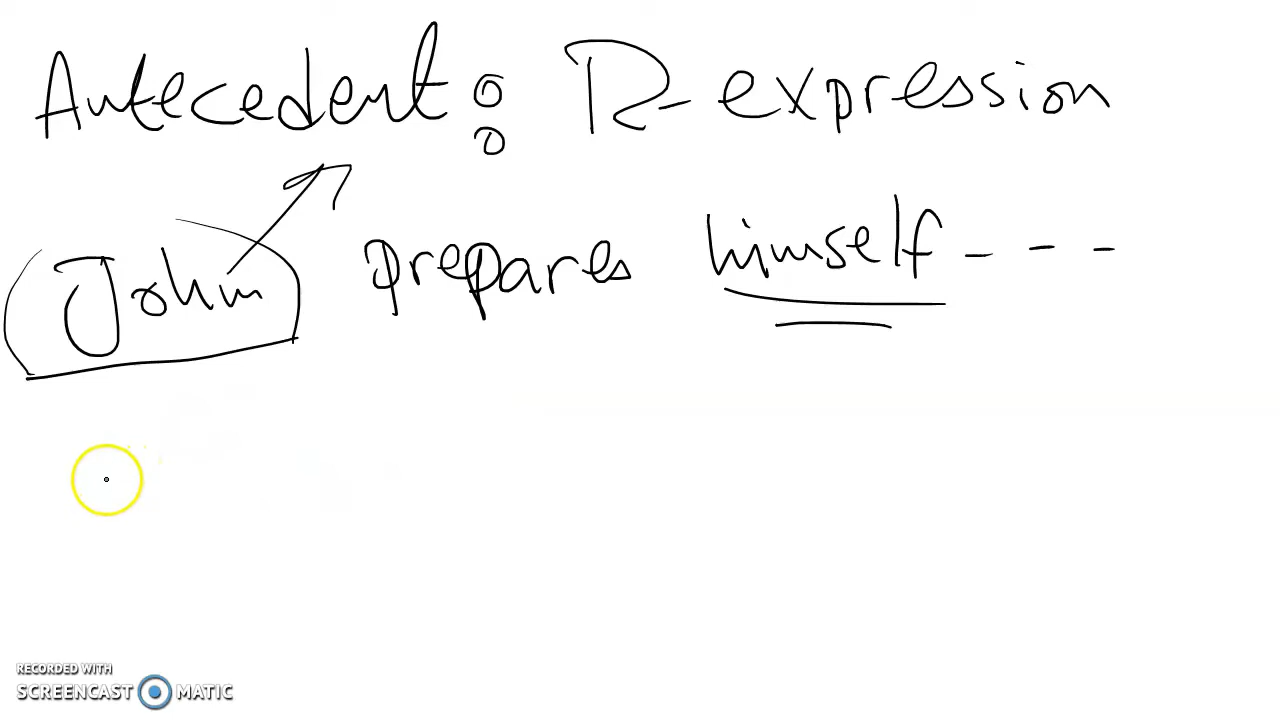 Antecedent: R-expression
John prepares himself - - -
RECORDED WITH
SCREENCAST MATIC